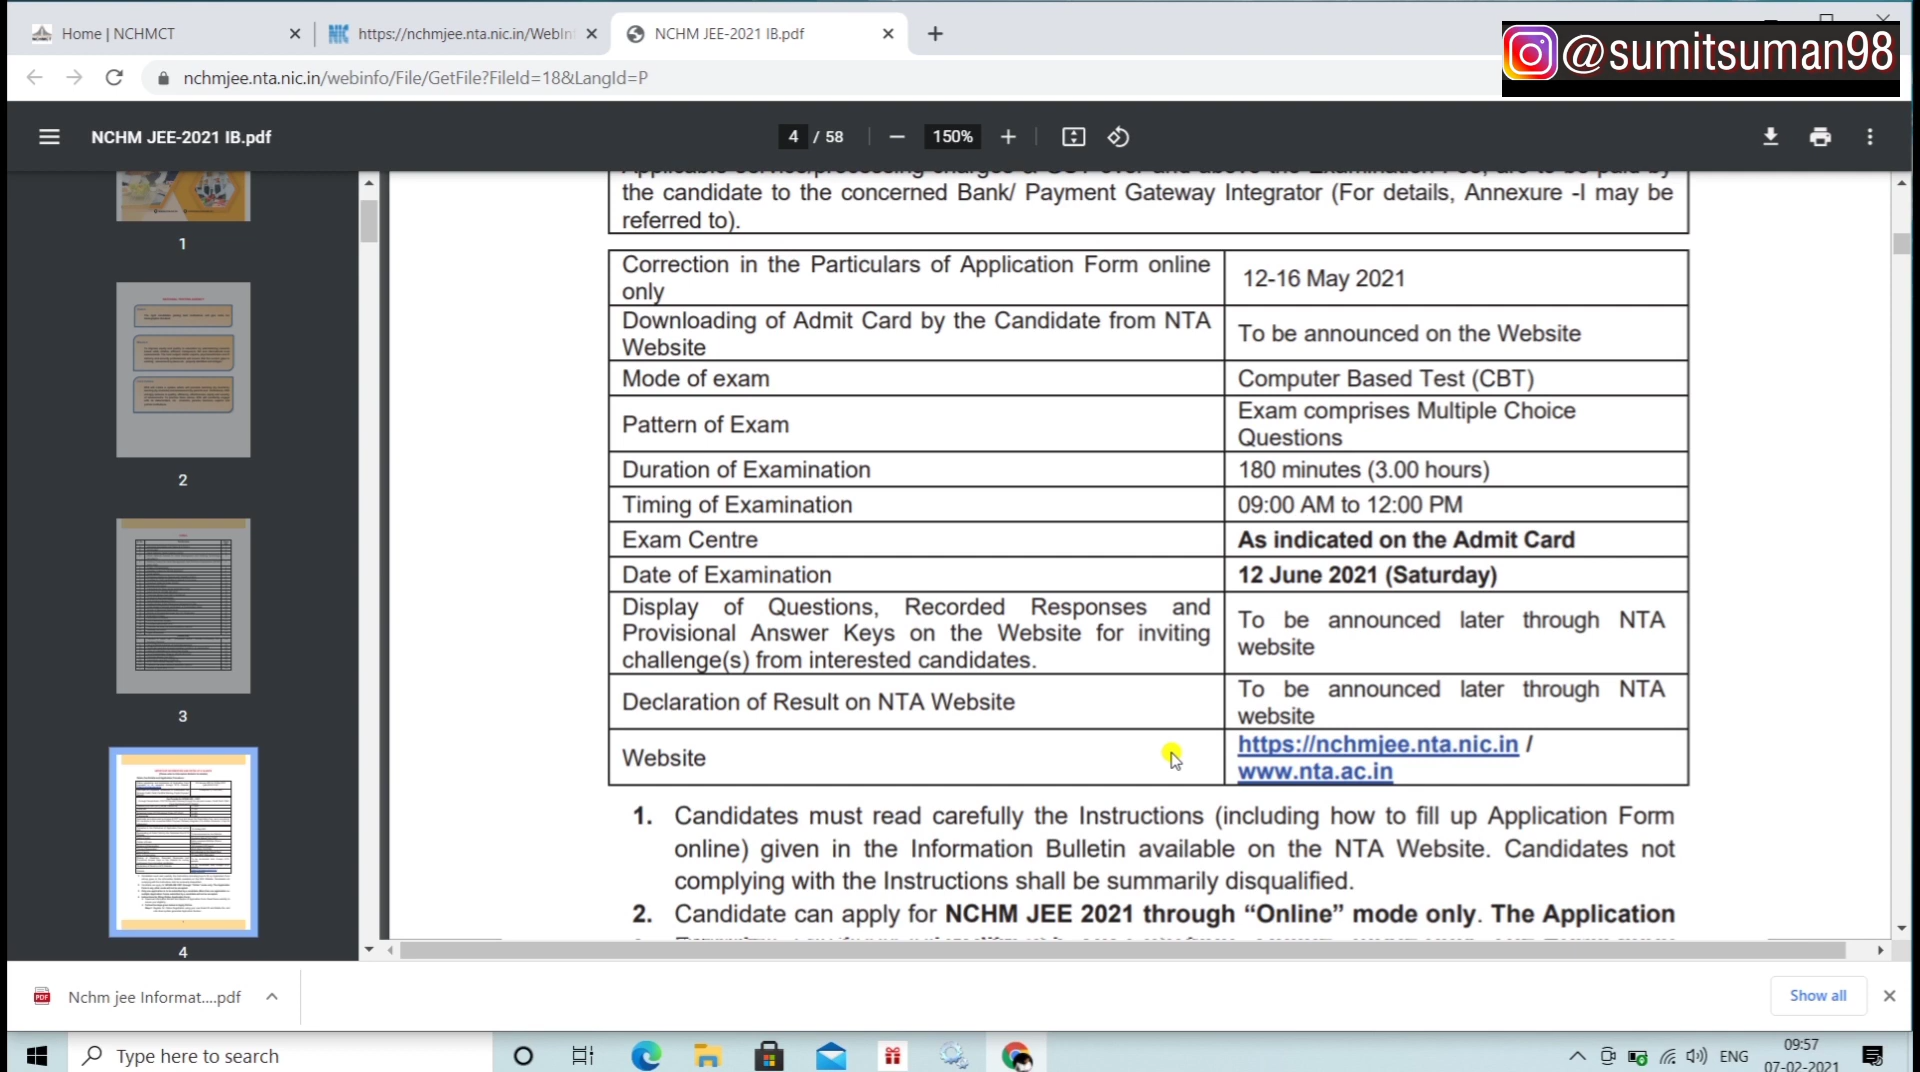 Home | NCHMCT
https://nchmjee.nta.nic.in/WebInf
NCHM JEE-2021 IB.pdf
@sumitsuman98
nchmjee.nta.nic.in/webinfo/File/GetFile?FileId=18&LangId=P
NCHM JEE-2021 IB.pdf
4 / 58
150%
the candidate to the concerned Bank/ Payment Gateway Integrator (For details, Annexure -I may be
referred to).
Correction in the Particulars of Application Form online
only
12-16 May 2021
Downloading of Admit Card by the Candidate from NTA
Website
To be announced on the Website
Mode of exam
Computer Based Test (CBT)
Pattern of Exam
Exam comprises Multiple Choice
Questions
Duration of Examination
180 minutes (3.00 hours)
Timing of Examination
09:00 AM to 12:00 PM
Exam Centre
As indicated on the Admit Card
Date of Examination
12 June 2021 (Saturday)
Display of Questions, Recorded Responses and
Provisional Answer Keys on the Website for inviting
challenge(s) from interested candidates.
To be announced later through NTA
website
Declaration of Result on NTA Website
To be announced later through NTA
website
Website
https://nchmjee.nta.nic.in /
www.nta.ac.in
1. Candidates must read carefully the Instructions (including how to fill up Application Form
online) given in the Information Bulletin available on the NTA Website. Candidates not
complying with the Instructions shall be summarily disqualified.
2. Candidate can apply for NCHM JEE 2021 through “Online” mode only. The Application
1
2
3
4
Nchm jee Informat....pdf
Show all
Type here to search
ENG
09:57
07-02-2021